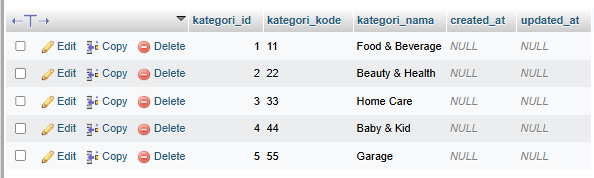 kategori_id kategori_kode kategori_nama created_at updated_at
Edit Copy Delete 1 11 Food & Beverage NULL NULL
Edit Copy Delete 2 22 Beauty & Health NULL NULL
Edit Copy Delete 3 33 Home Care NULL NULL
Edit Copy Delete 4 44 Baby & Kid NULL NULL
Edit Copy Delete 5 55 Garage NULL NULL